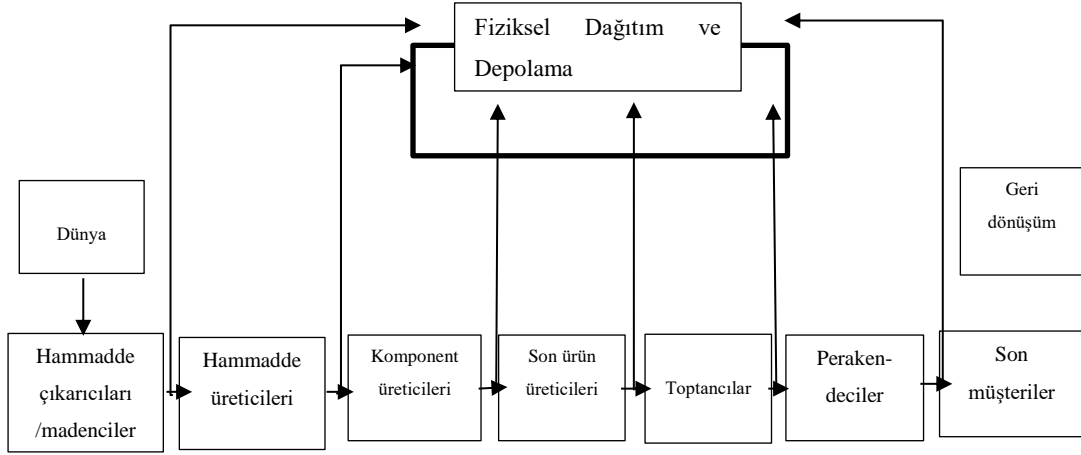 Fiziksel Dağıtım ve
Depolama
Dünya
Geri
dönüşüm
Hammadde
çıkarıcıları
/madenciler
Hammadde
üreticileri
Komponent
üreticileri
Son ürün
üreticileri
Toptancılar
Peraken-
deciler
Son
müşteriler